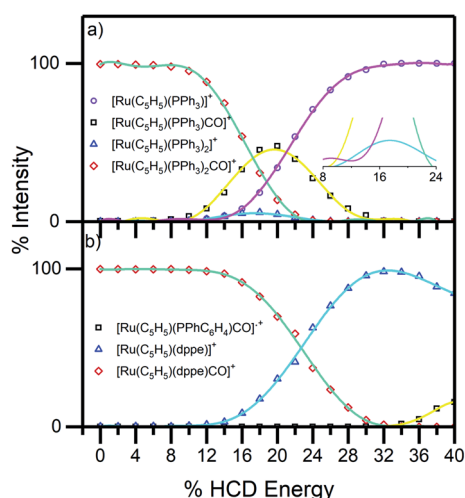 a)
100
[Ru(C₅H₅)(PPh₃)]⁺
[Ru(C₅H₅)(PPh₃)CO]⁺
[Ru(C₅H₅)(PPh₃)₂]⁺
[Ru(C₅H₅)(PPh₃)₂CO]⁺
8 16 24
0
% Intensity
b)
100
[Ru(C₅H₅)(PPhC₆H₄)CO]·⁺
[Ru(C₅H₅)(dppe)]⁺
[Ru(C₅H₅)(dppe)CO]⁺
0
0 4 8 12 16 20 24 28 32 36 40
% HCD Energy